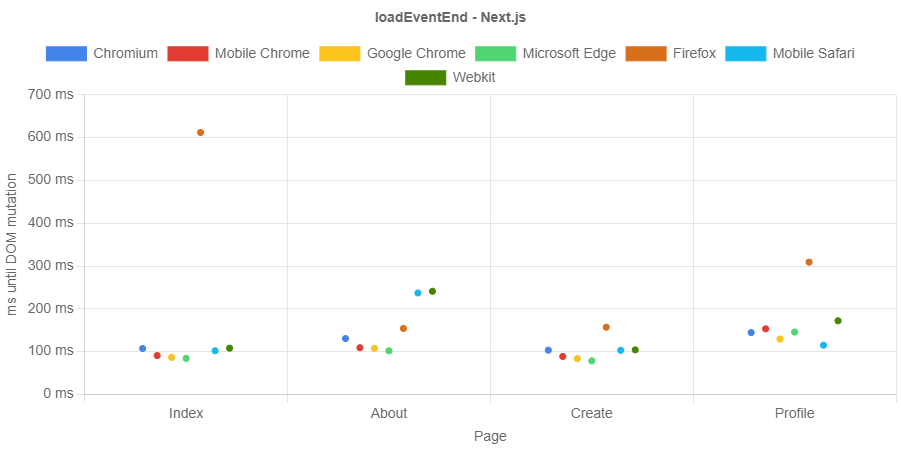 loadEventEnd - Next.js
Chromium Mobile Chrome Google Chrome Microsoft Edge Firefox Mobile Safari
Webkit
ms until DOM mutation
700 ms
600 ms
500 ms
400 ms
300 ms
200 ms
100 ms
0 ms
Index About Create Profile
Page